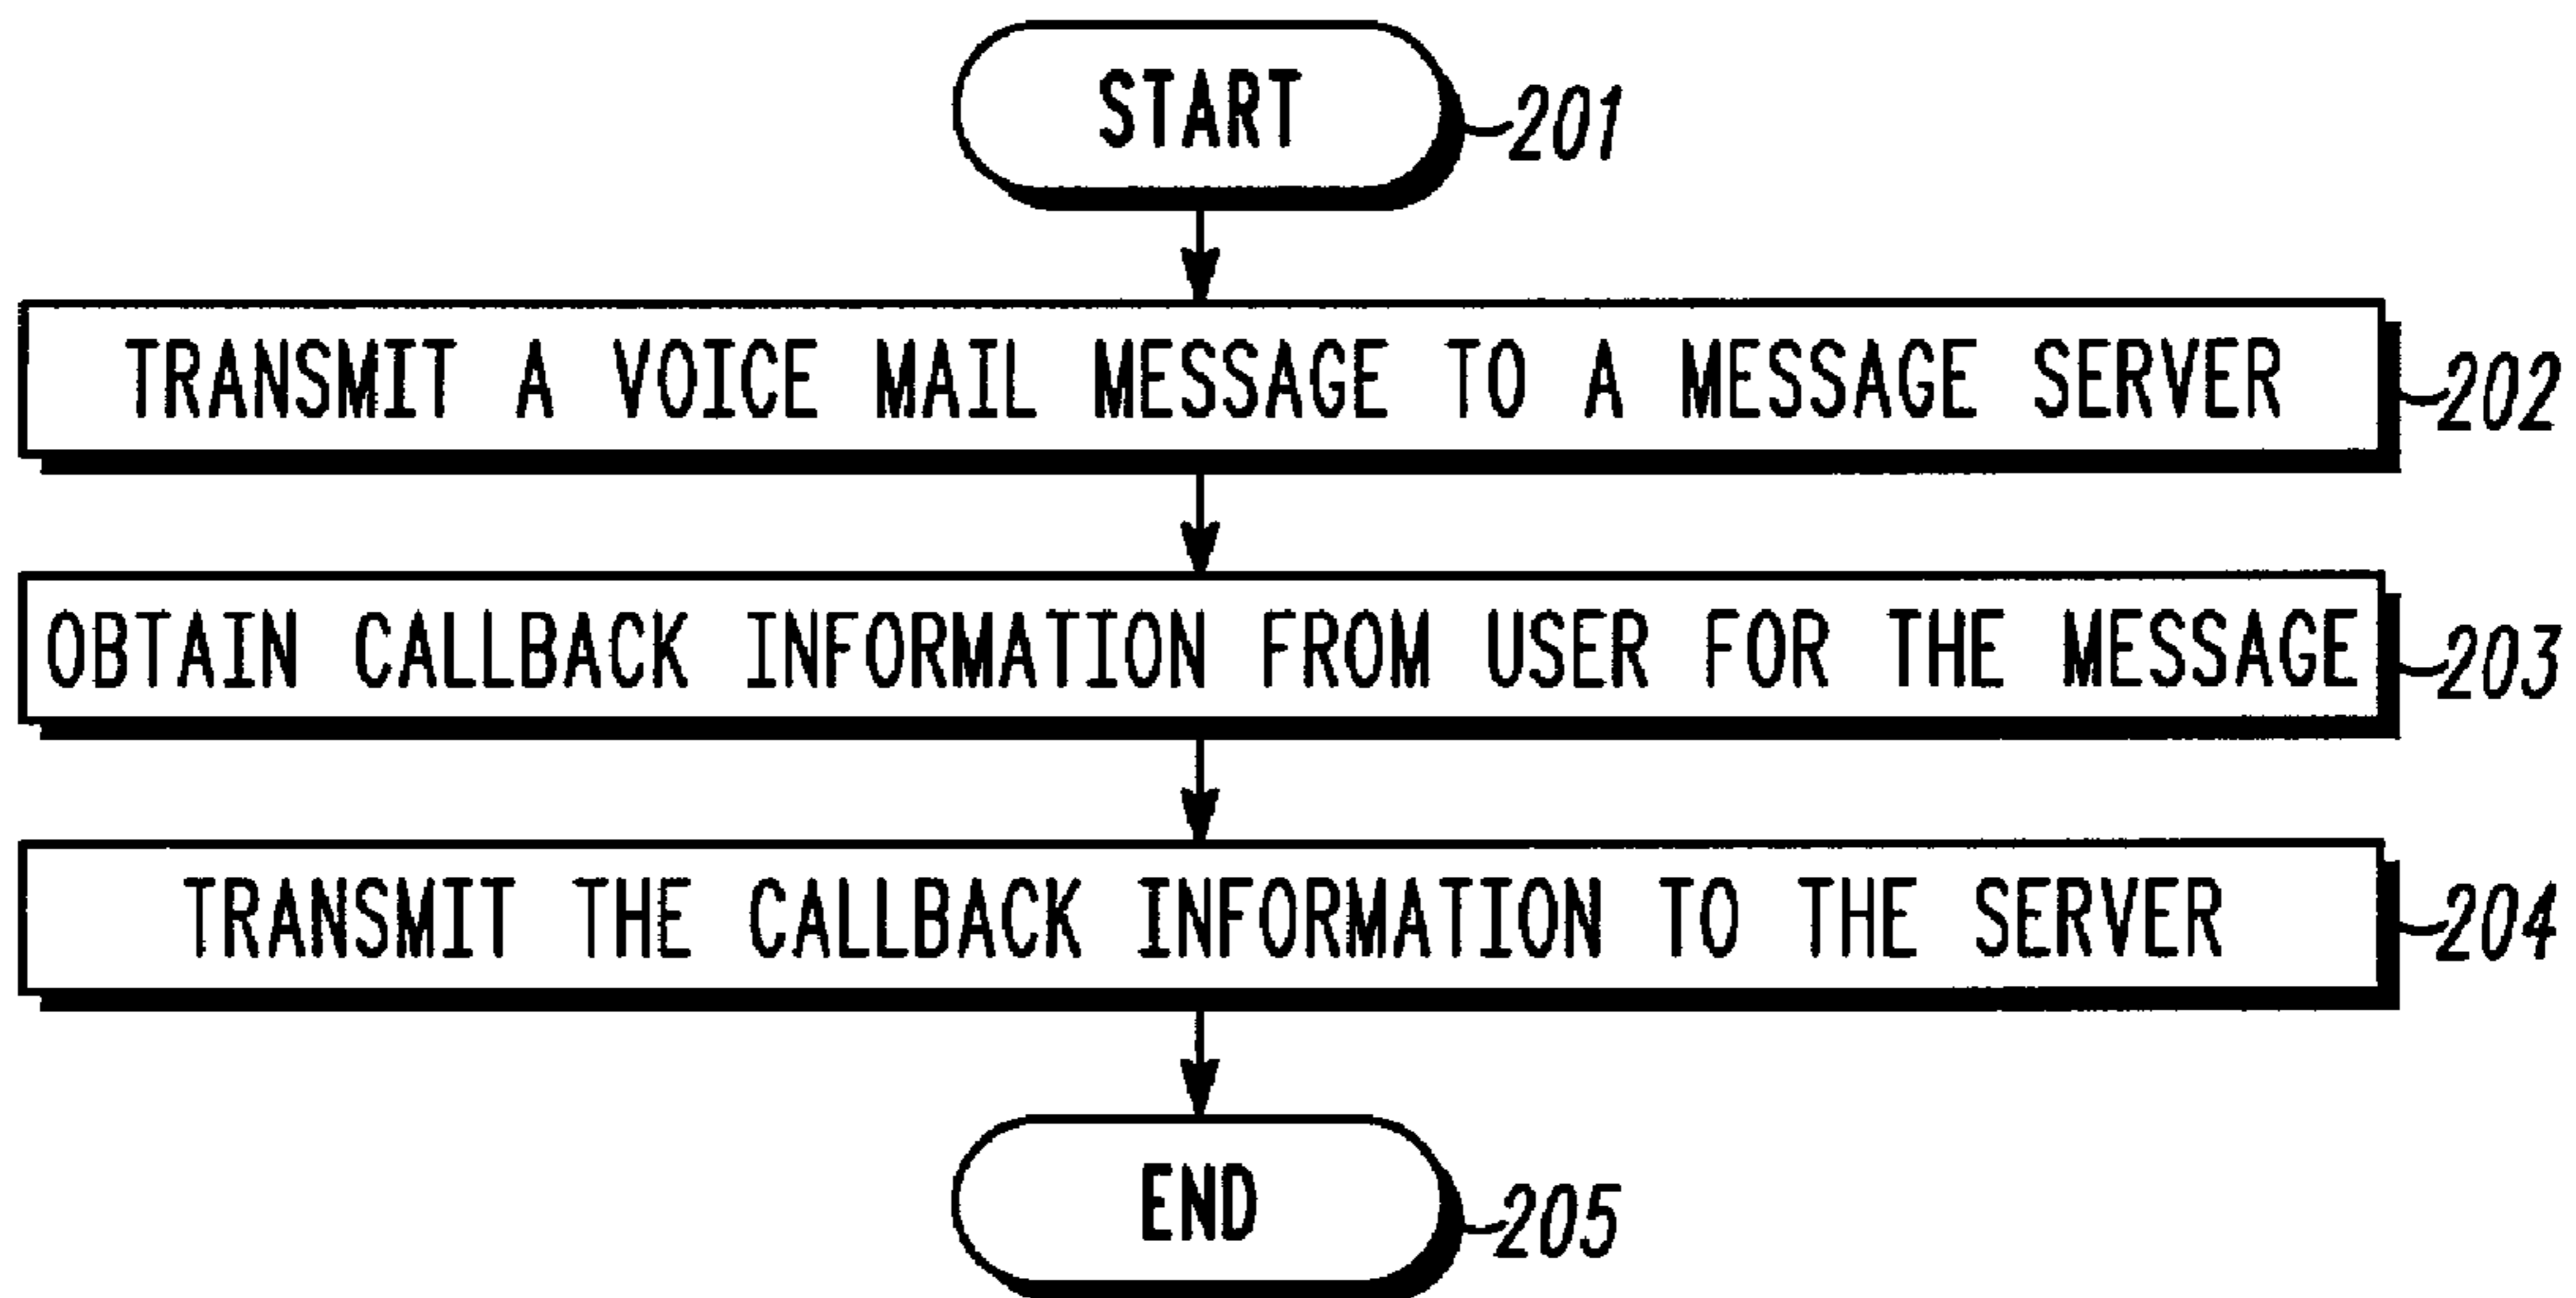 START 201
TRANSMIT A VOICE MAIL MESSAGE TO A MESSAGE SERVER 202
OBTAIN CALLBACK INFORMATION FROM USER FOR THE MESSAGE 203
TRANSMIT THE CALLBACK INFORMATION TO THE SERVER 204
END 205